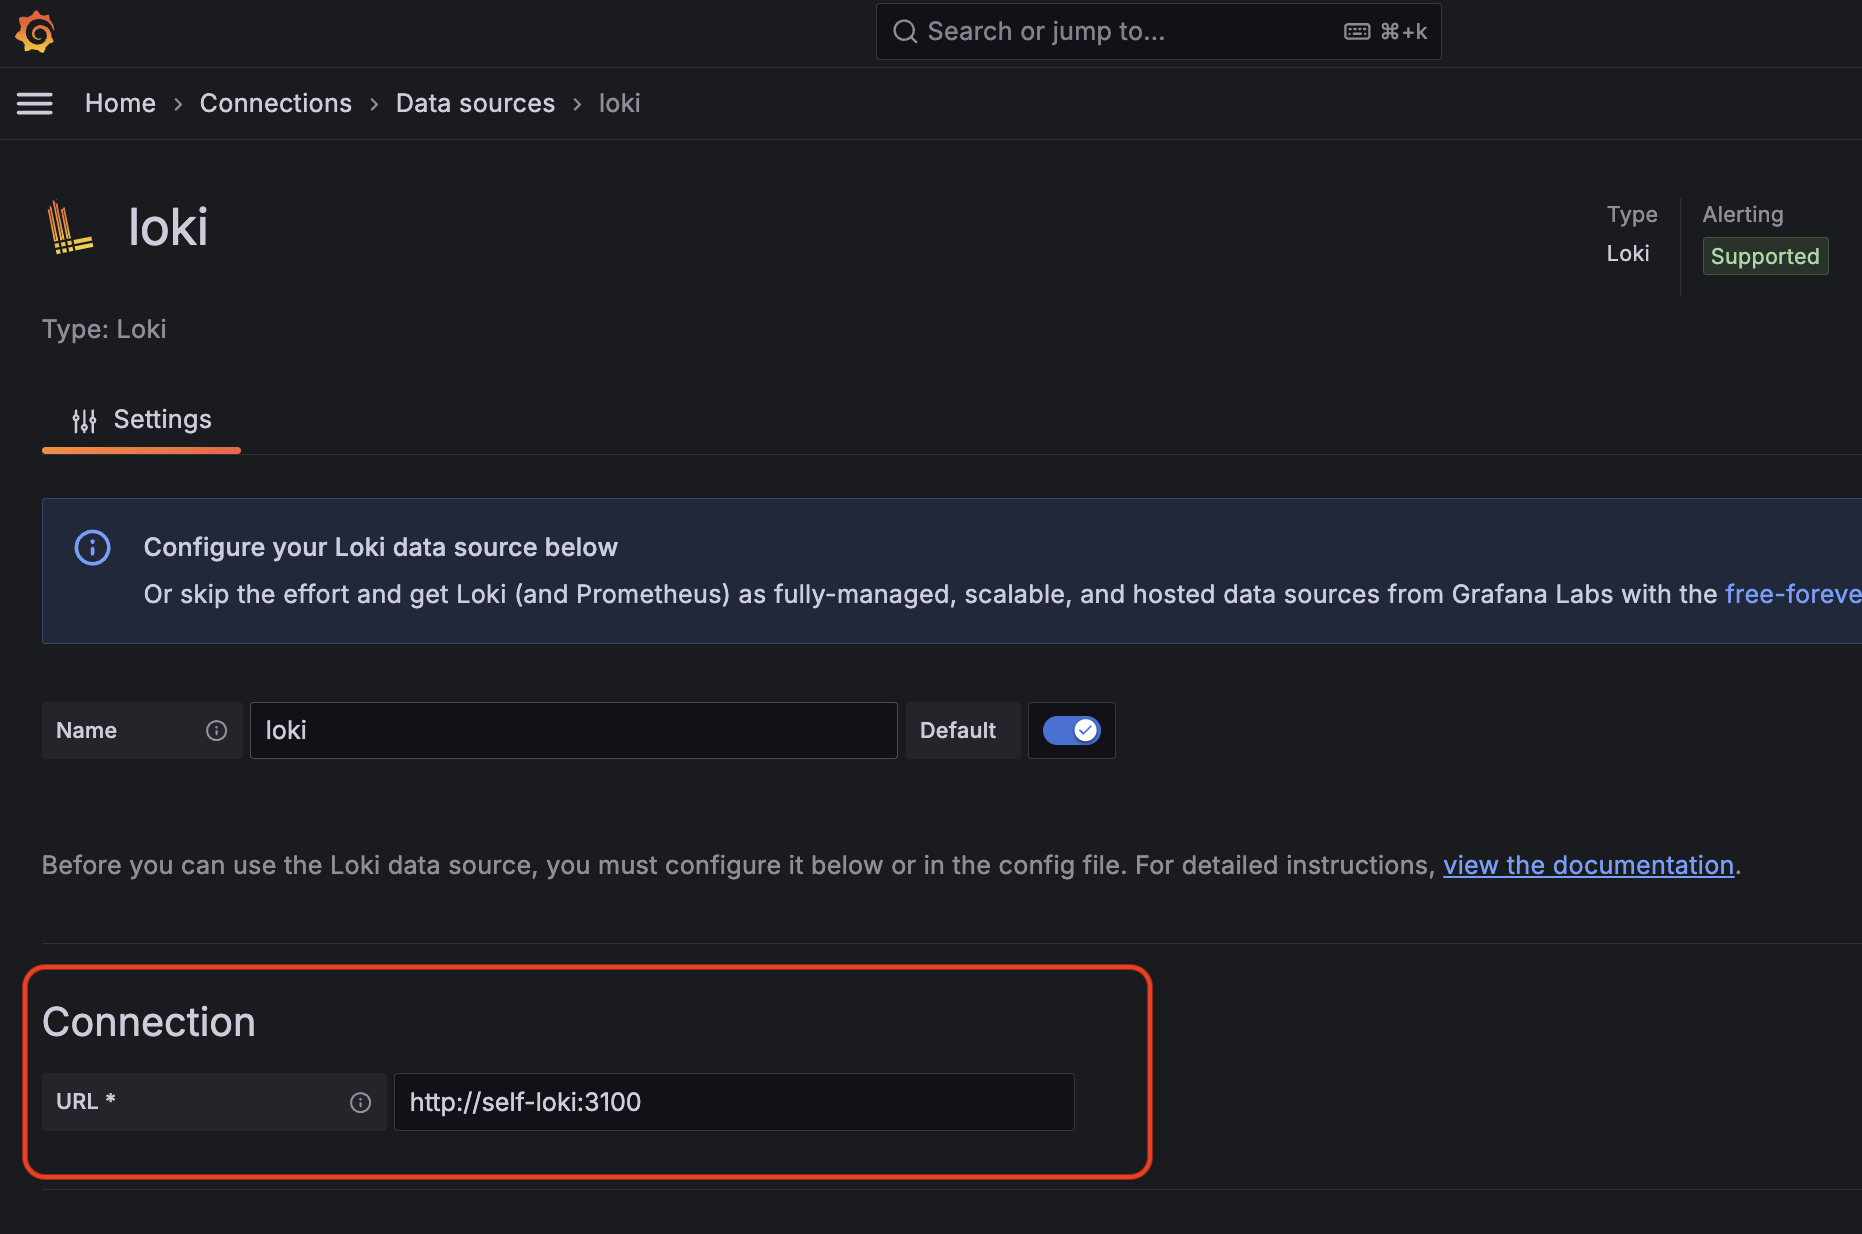 Search or jump to... ⌘+k
Home › Connections › Data sources › loki
loki
Type
Loki
Alerting
Supported
Type: Loki
Settings
Configure your Loki data source below
Or skip the effort and get Loki (and Prometheus) as fully-managed, scalable, and hosted data sources from Grafana Labs with the free-foreve
Name loki Default
Before you can use the Loki data source, you must configure it below or in the config file. For detailed instructions, view the documentation.
Connection
URL * http://self-loki:3100